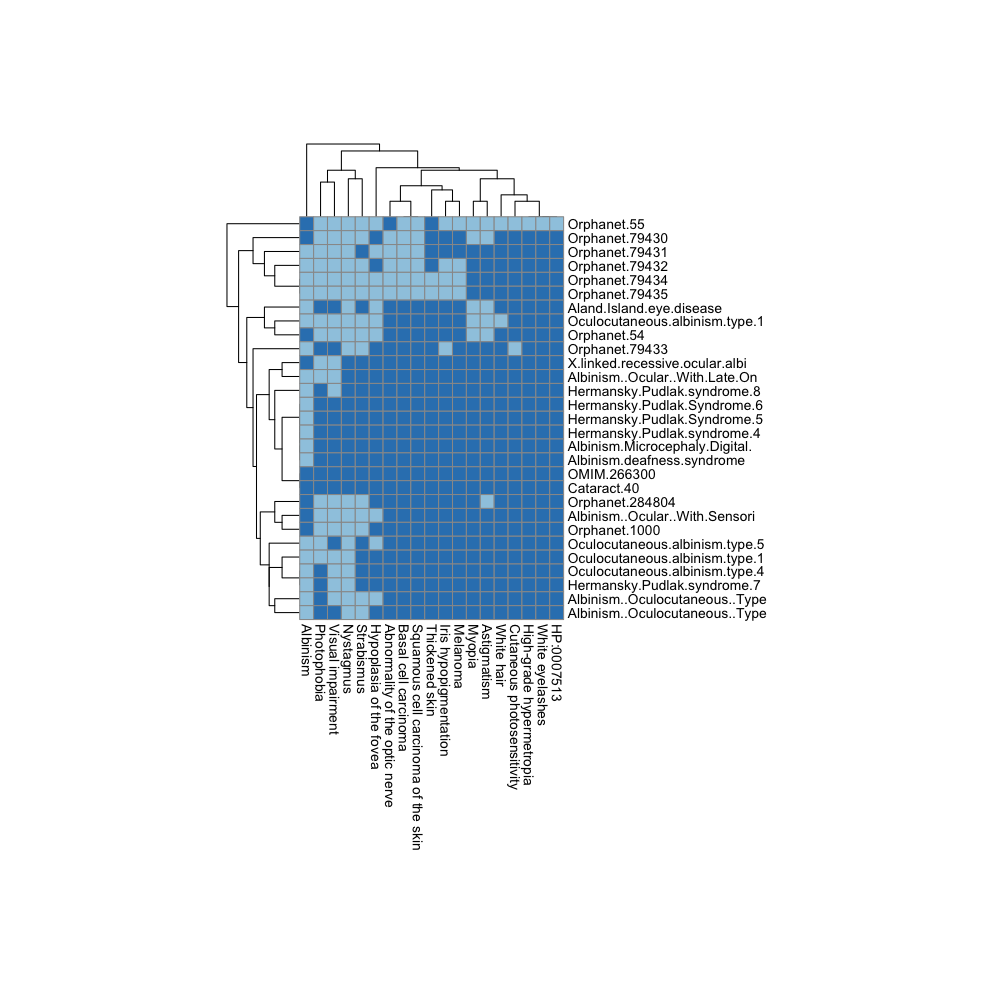 Orphanet.55
Orphanet.79430
Orphanet.79431
Orphanet.79432
Orphanet.79434
Orphanet.79435
Aland.Island.eye.disease
Oculocutaneous.albinism.type.1
Orphanet.54
Orphanet.79433
X.linked.recessive.ocular.albi
Albinism..Ocular..With.Late.On
Hermansky.Pudlak.syndrome.8
Hermansky.Pudlak.Syndrome.6
Hermansky.Pudlak.Syndrome.5
Hermansky.Pudlak.syndrome.4
Albinism.Microcephaly.Digital.
Albinism.deafness.syndrome
OMIM.266300
Cataract.40
Orphanet.284804
Albinism..Ocular..With.Sensori
Orphanet.1000
Oculocutaneous.albinism.type.5
Oculocutaneous.albinism.type.1
Oculocutaneous.albinism.type.4
Hermansky.Pudlak.syndrome.7
Albinism..Oculocutaneous..Type
Albinism..Oculocutaneous..Type
Albinism
Photophobia
Visual impairment
Nystagmus
Strabismus
Hypoplasia of the fovea
Abnormality of the optic nerve
Basal cell carcinoma
Squamous cell carcinoma of the skin
Thickened skin
Iris hypopigmentation
Melanoma
Myopia
Astigmatism
White hair
Cutaneous photosensitivity
High-grade hypermetropia
White eyelashes
HP:0007513